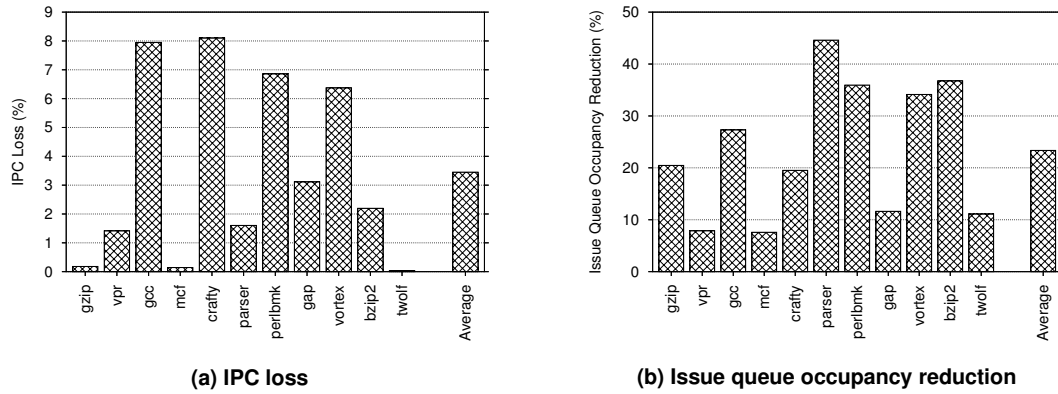 9
8
7
6
5
4
3
2
1
0
IPC Loss (%)
gzip
vpr
gcc
mcf
crafty
parser
perlbmk
gap
vortex
bzip2
twolf
Average
(a) IPC loss
50
40
30
20
10
0
Issue Queue Occupancy Reduction (%)
gzip
vpr
gcc
mcf
crafty
parser
perlbmk
gap
vortex
bzip2
twolf
Average
(b) Issue queue occupancy reduction